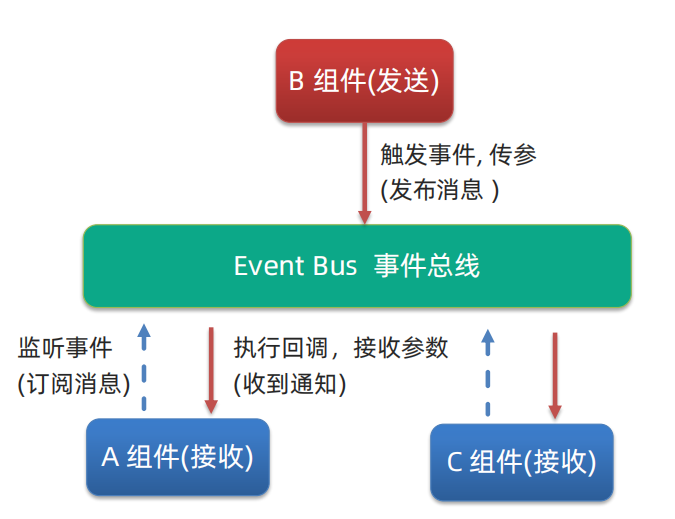 B 组件(发送)
触发事件, 传参
(发布消息 )
Event Bus 事件总线
监听事件
(订阅消息)
执行回调，接收参数
(收到通知)
A 组件(接收)
C 组件(接收)